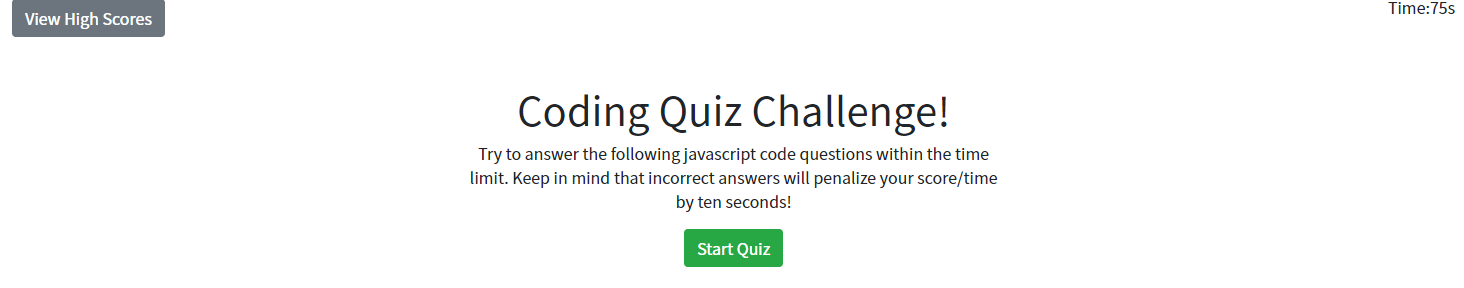 View High Scores
Time:75s
Coding Quiz Challenge!
Try to answer the following javascript code questions within the time
limit. Keep in mind that incorrect answers will penalize your score/time
by ten seconds!
Start Quiz